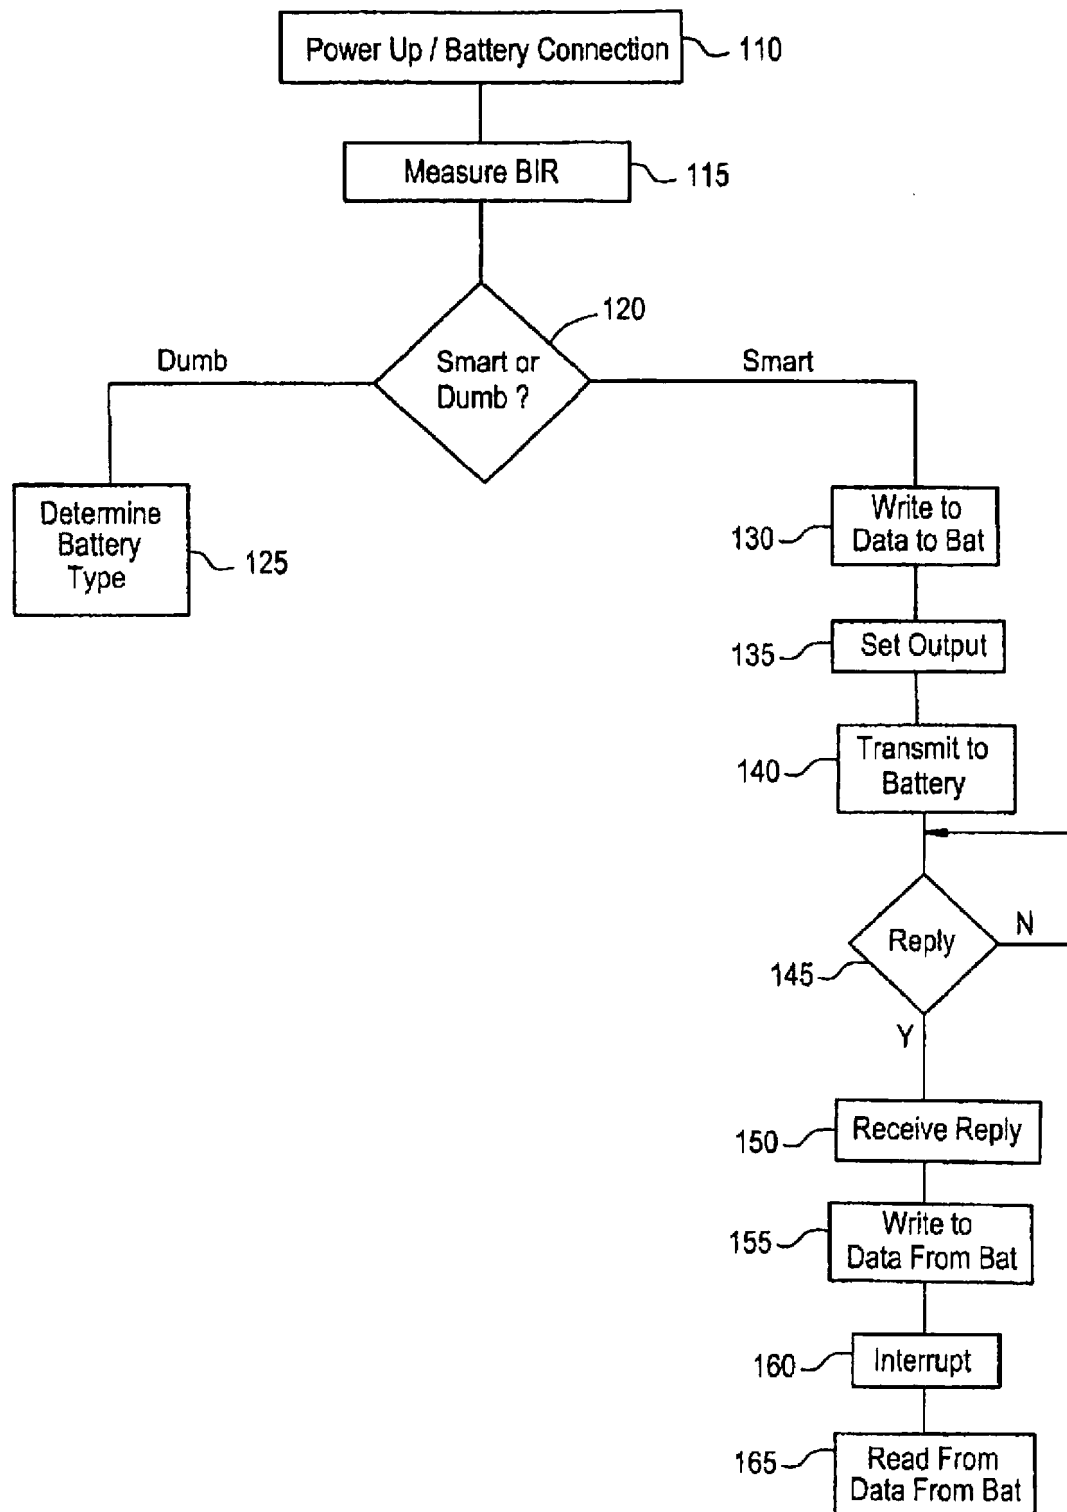 Power Up / Battery Connection
110
Measure BIR
115
120
Smart or
Dumb ?
Dumb
Smart
Determine
Battery
Type
125
Write to
Data to Bat
130
Set Output
135
Transmit to
Battery
140
Reply
N
145
Y
Receive Reply
150
Write to
Data From Bat
155
Interrupt
160
Read From
Data From Bat
165